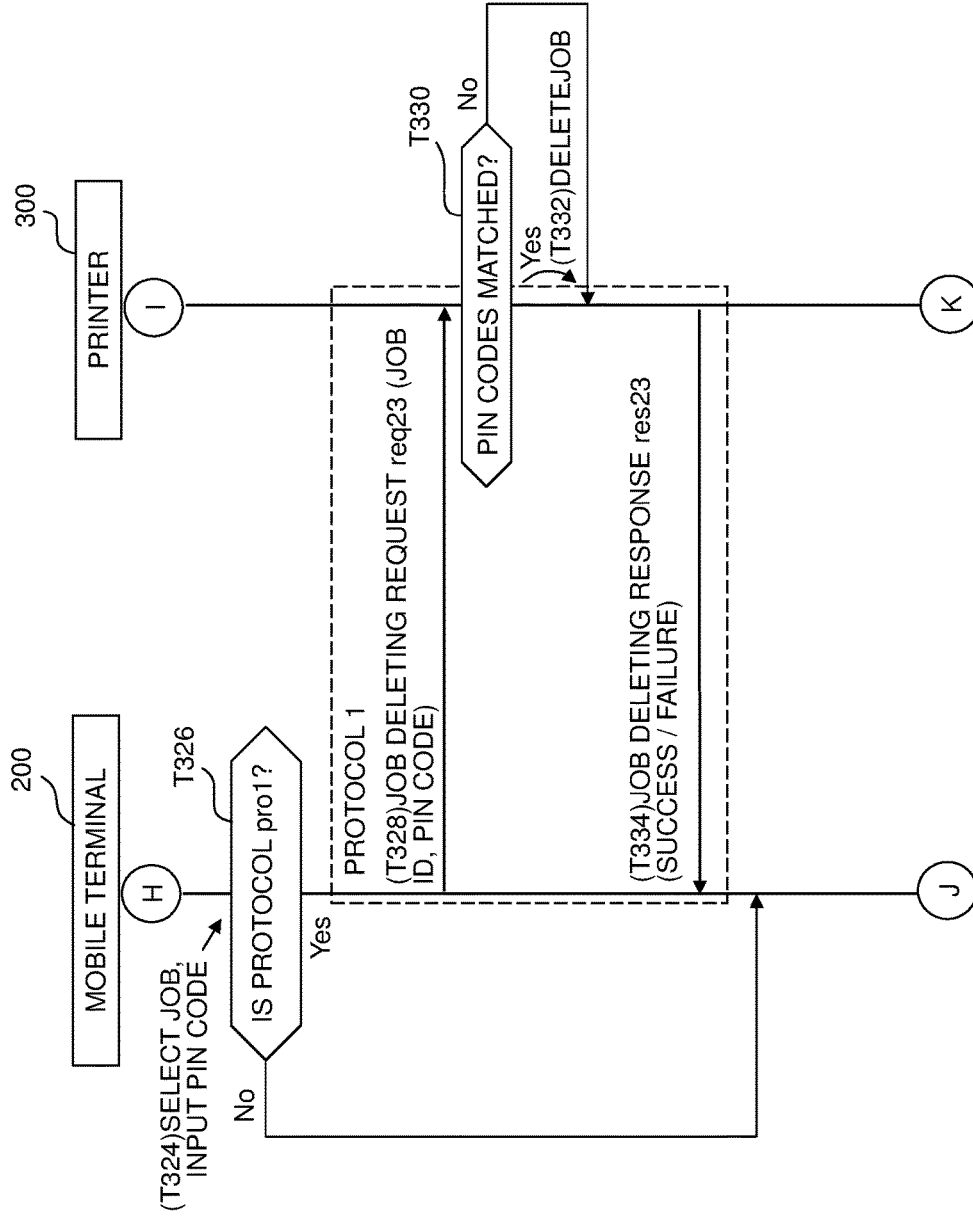 200
MOBILE TERMINAL
300
PRINTER
H
I
(T324)SELECT JOB,
INPUT PIN CODE
T326
IS PROTOCOL pro1?
No
Yes
PROTOCOL 1
(T328)JOB DELETING REQUEST req23 (JOB
ID, PIN CODE)
T330
PIN CODES MATCHED?
No
Yes
(T332)DELETEJOB
(T334)JOB DELETING RESPONSE res23
(SUCCESS / FAILURE)
J
K